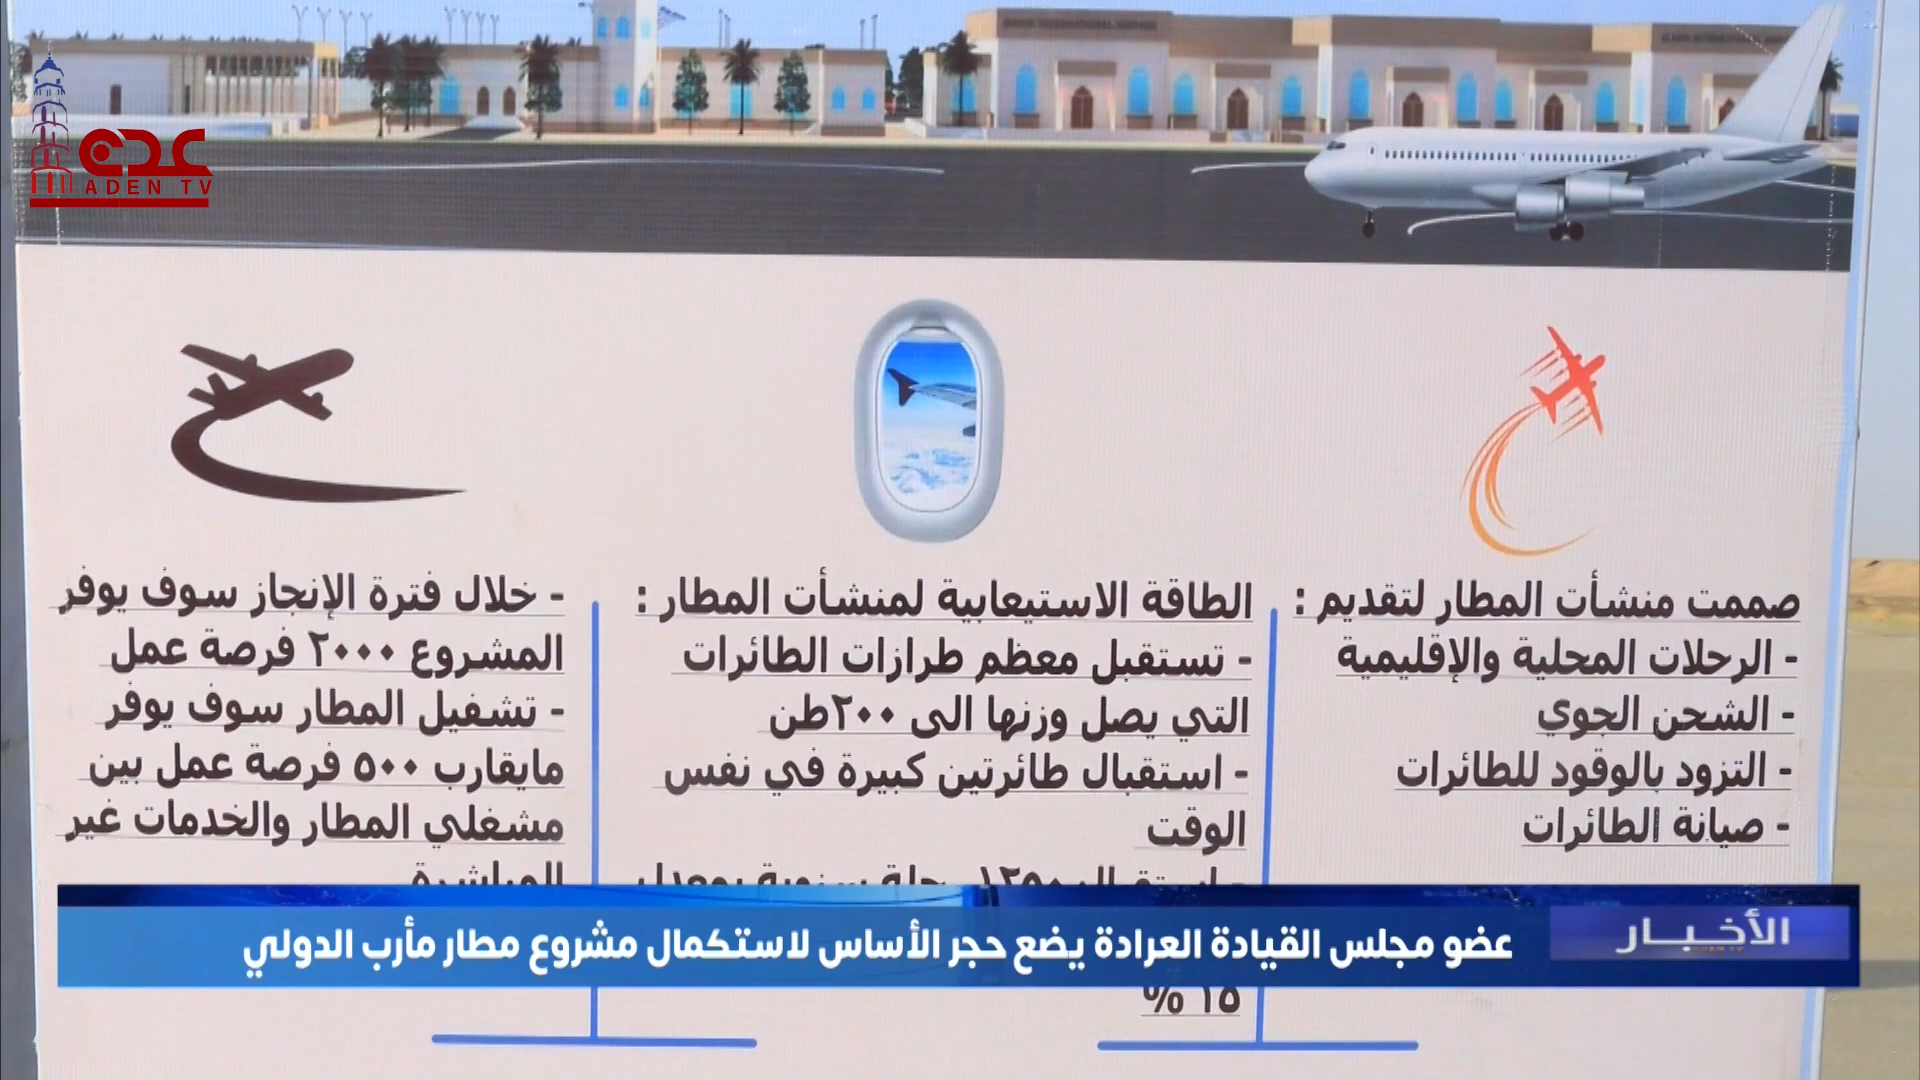 عدن
ADEN TV
صممت منشأت المطار لتقديم :
- الرحلات المحلية والإقليمية
- الشحن الجوي
- التزود بالوقود للطائرات
- صيانة الطائرات
الطاقة الاستيعابية لمنشأت المطار :
- تستقبل معظم طرازات الطائرات
التي يصل وزنها الى ٢٠٠طن
- استقبال طائرتين كبيرة في نفس
الوقت
١٥ %
- خلال فترة الإنجاز سوف يوفر
المشروع ٢٠٠٠ فرصة عمل
- تشغيل المطار سوف يوفر
مايقارب ٥٠٠ فرصة عمل بين
مشغلي المطار والخدمات غير
المباشرة
الأخبار
عضو مجلس القيادة العرادة يضع حجر الأساس لاستكمال مشروع مطار مأرب الدولي